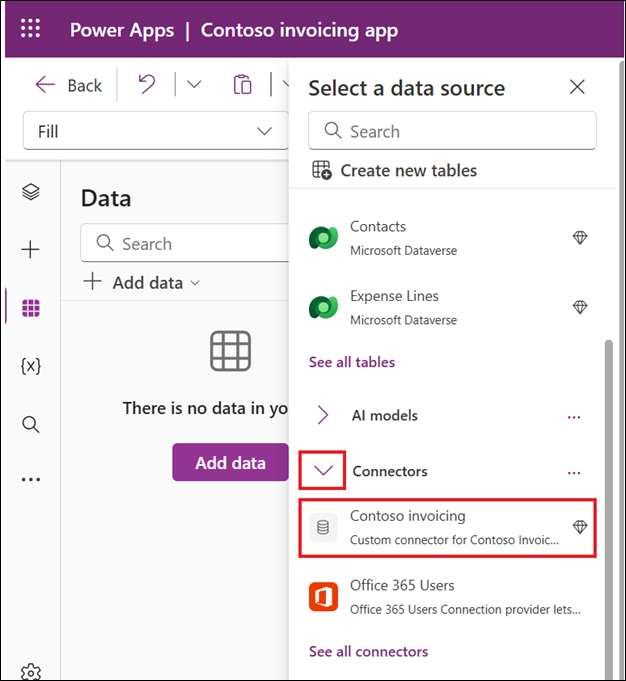 Power Apps | Contoso invoicing app
Back
Fill
Data
Search
Add data
There is no data in yo
Add data
{x}
Select a data source
Search
Create new tables
Contacts
Microsoft Dataverse
Expense Lines
Microsoft Dataverse
See all tables
AI models
Connectors
Contoso invoicing
Custom connector for Contoso Invoic...
Office 365 Users
Office 365 Users Connection provider lets...
See all connectors